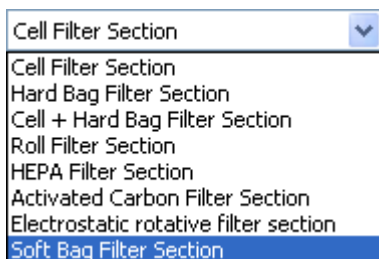 Cell Filter Section
Cell Filter Section
Hard Bag Filter Section
Cell + Hard Bag Filter Section
Roll Filter Section
HEPA Filter Section
Activated Carbon Filter Section
Electrostatic rotative filter section
Soft Bag Filter Section